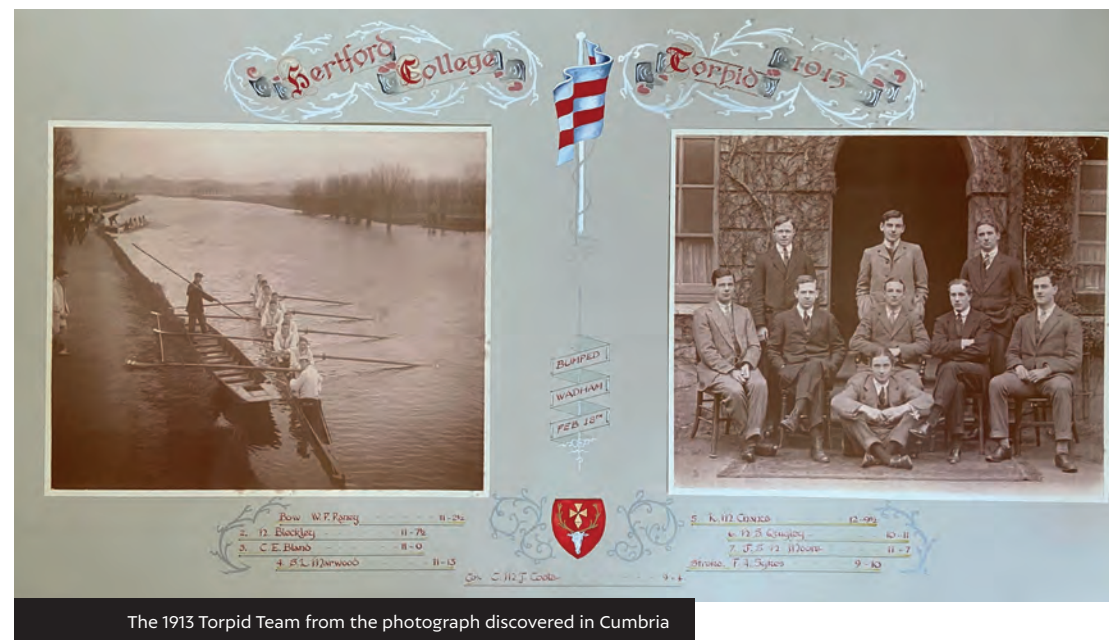 Hertford College
Torpid 1913
BUMPED
WADHAM
FEB 18TH
Bow W. P. Raney 11-2½
2. N Blockley 11-7½
3. C. E. Bland 11-0
4. S. L. Marwood 11-13
5. K. M 12-9½
6. N S Quigley 10-11
7. J. S. N Moore 11-7
Stroke F. A. Sykes 9-10
Cox C. M. J. 9-4
The 1913 Torpid Team from the photograph discovered in Cumbria